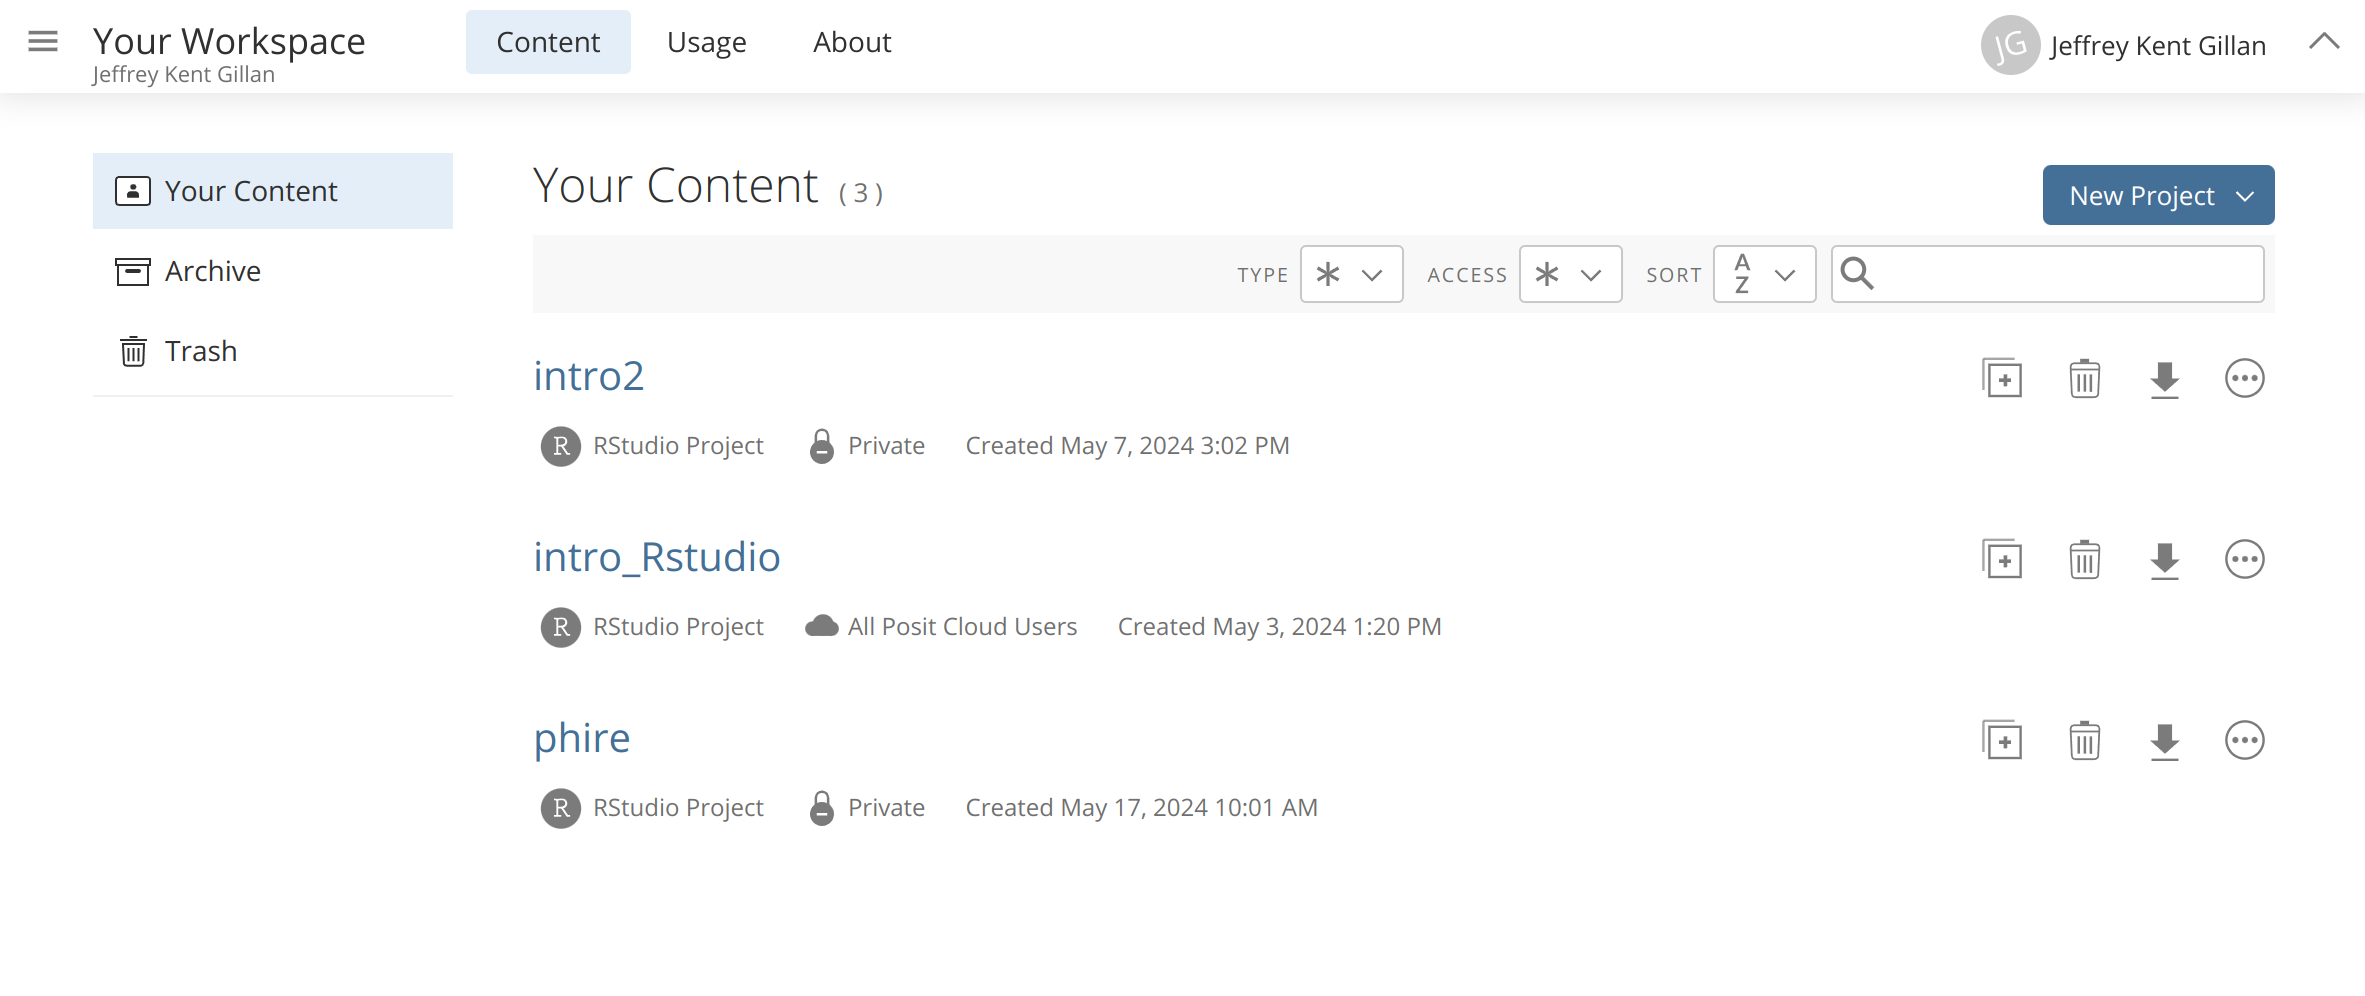 Your Workspace
Jeffrey Kent Gillan
Content
Usage
About
JG
Jeffrey Kent Gillan
Your Content
Archive
Trash
Your Content ( 3 )
New Project
TYPE
ACCESS
SORT
A
Z
intro2
R RStudio Project Private Created May 7, 2024 3:02 PM
intro_Rstudio
R RStudio Project All Posit Cloud Users Created May 3, 2024 1:20 PM
phire
R RStudio Project Private Created May 17, 2024 10:01 AM